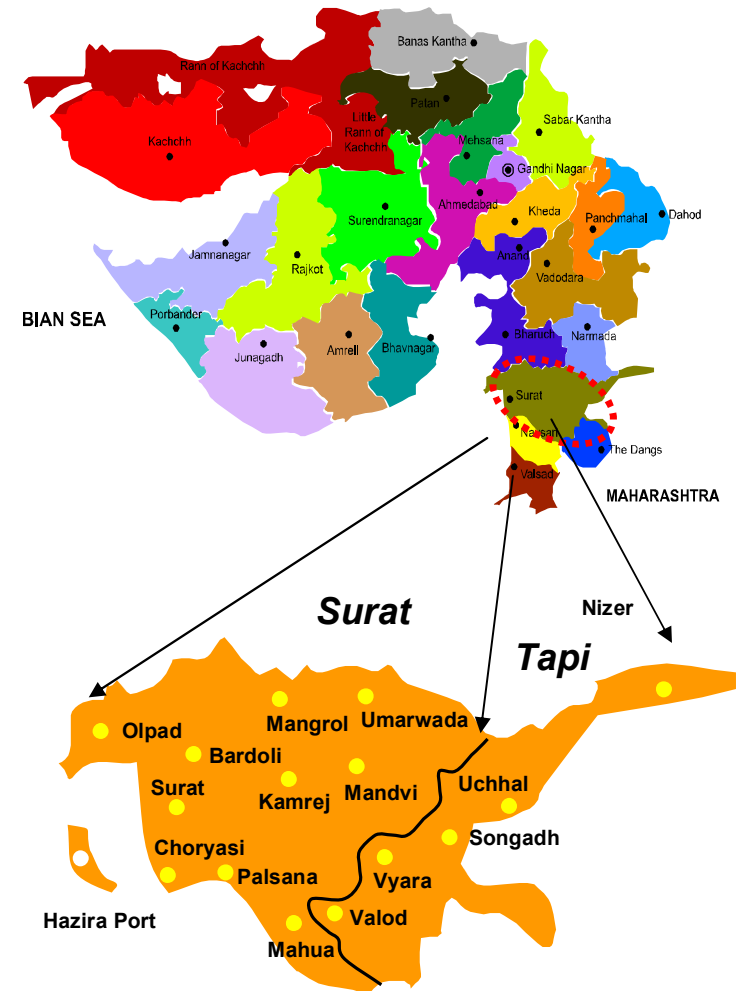 Banas Kantha
Rann of Kachchh
Patan
Little
Rann of
Kachchh
Sabar Kantha
Mehsana
Kachchh
Gandhi Nagar
Ahmedabad
Surendranagar
Kheda
Panchmahal
Dahod
Jamnanagar
Anand
Rajkot
Vadodara
Porbander
BIAN SEA
Bharuch
Narmada
Junagadh
Amreli
Bhavnagar
Surat
Navsari
The Dangs
Valsad
MAHARASHTRA
Surat
Nizer
Tapi
Olpad
Mangrol
Umarwada
Bardoli
Surat
Kamrej
Mandvi
Uchhal
Songadh
Choryasi
Palsana
Vyara
Hazira Port
Valod
Mahua